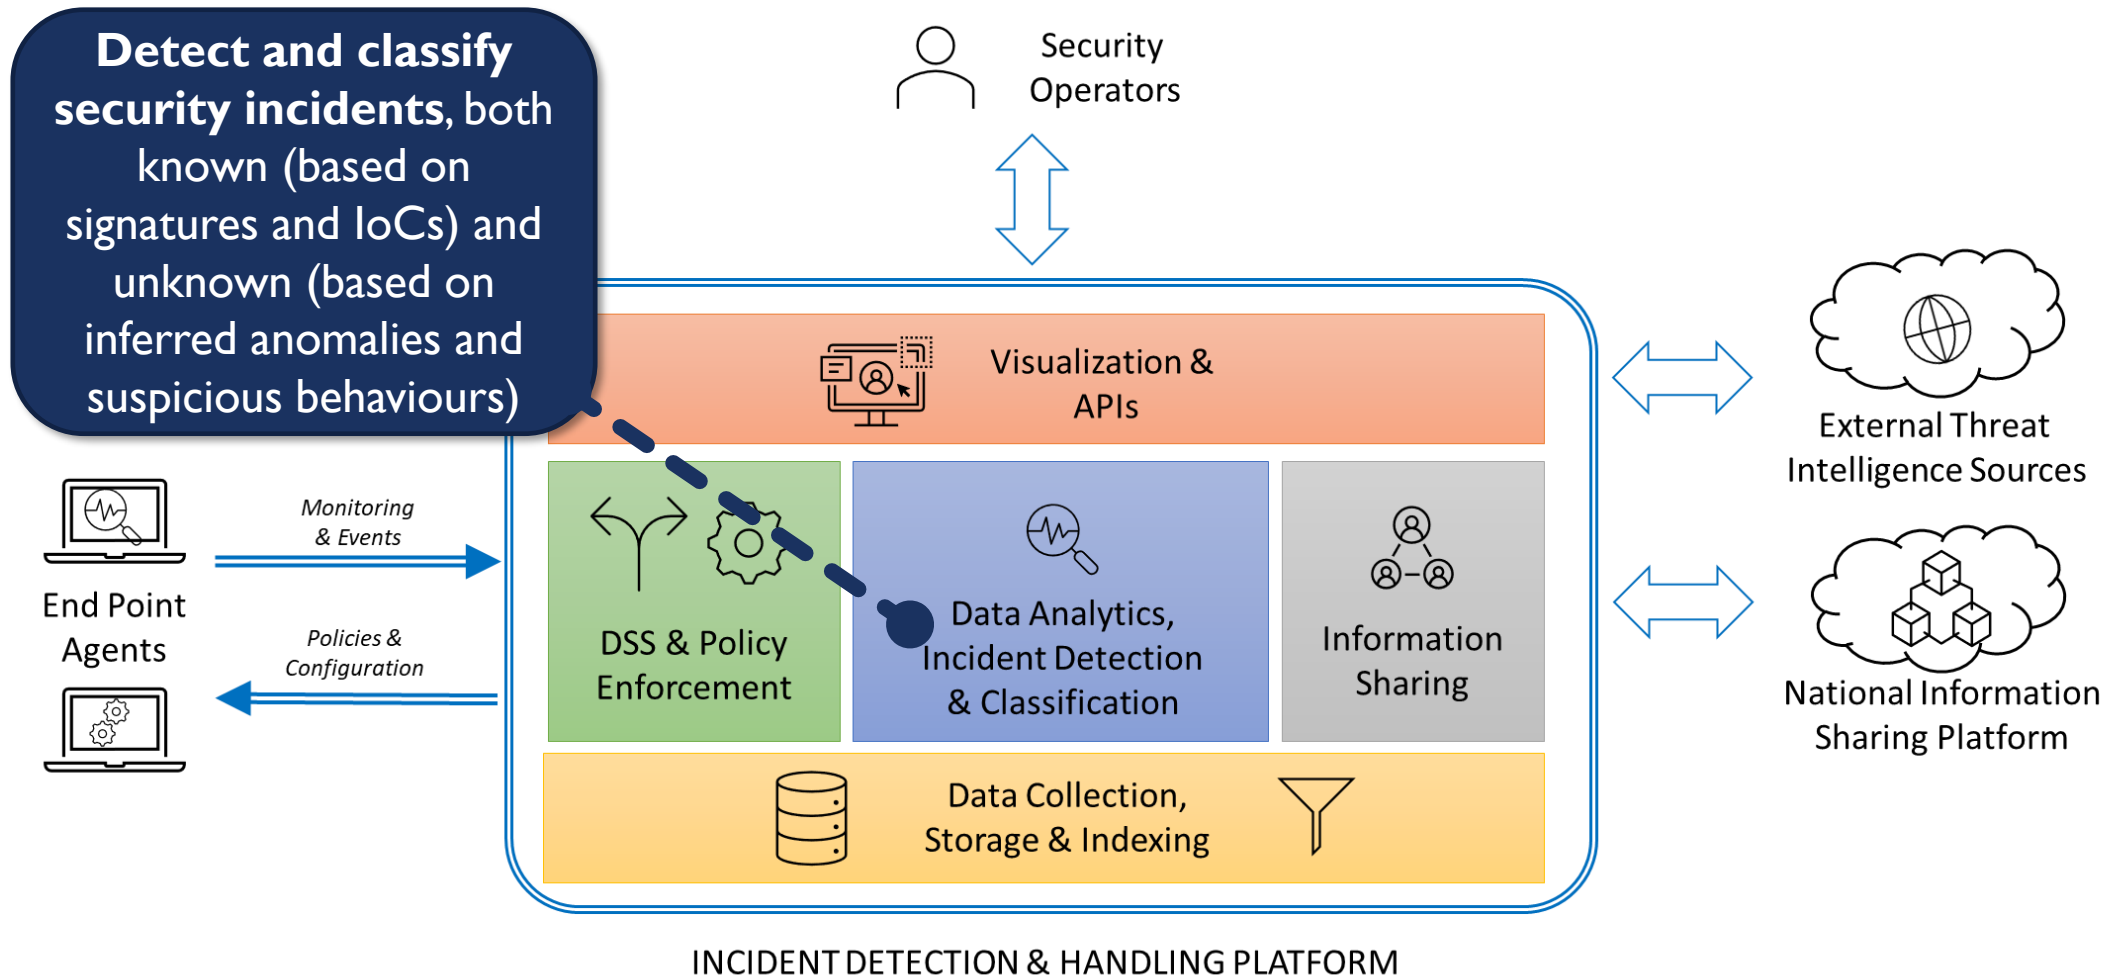 Detect and classify
security incidents, both
known (based on
signatures and IoCs) and
unknown (based on
inferred anomalies and
suspicious behaviours)
Security
Operators
Visualization &
APIs
External Threat
Intelligence Sources
Monitoring
& Events
End Point
Agents
Policies &
Configuration
DSS & Policy
Enforcement
Data Analytics,
Incident Detection
& Classification
Information
Sharing
National Information
Sharing Platform
Data Collection,
Storage & Indexing
INCIDENT DETECTION & HANDLING PLATFORM